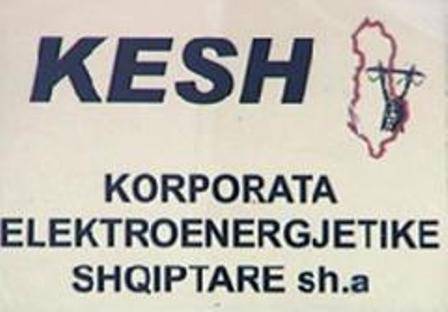 KESH
KORPORATA
ELEKTROENERGJETIKE
SHQIPTARE sh.a